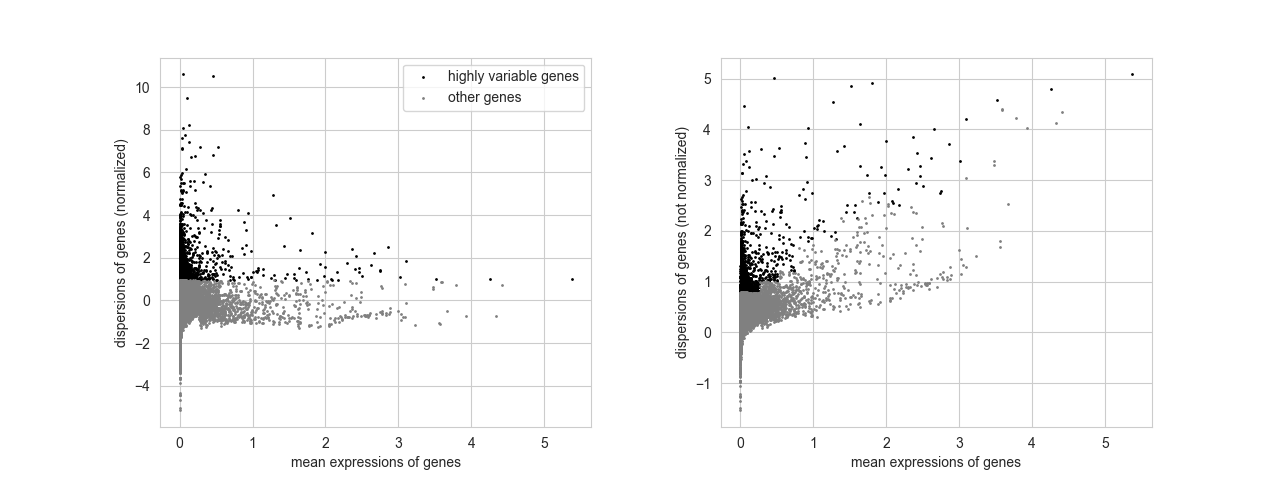 10
8
6
4
2
0
−2
−4
dispersions of genes (normalized)
highly variable genes
other genes
0 1 2 3 4 5
mean expressions of genes
5
4
3
2
1
0
−1
dispersions of genes (not normalized)
0 1 2 3 4 5
mean expressions of genes